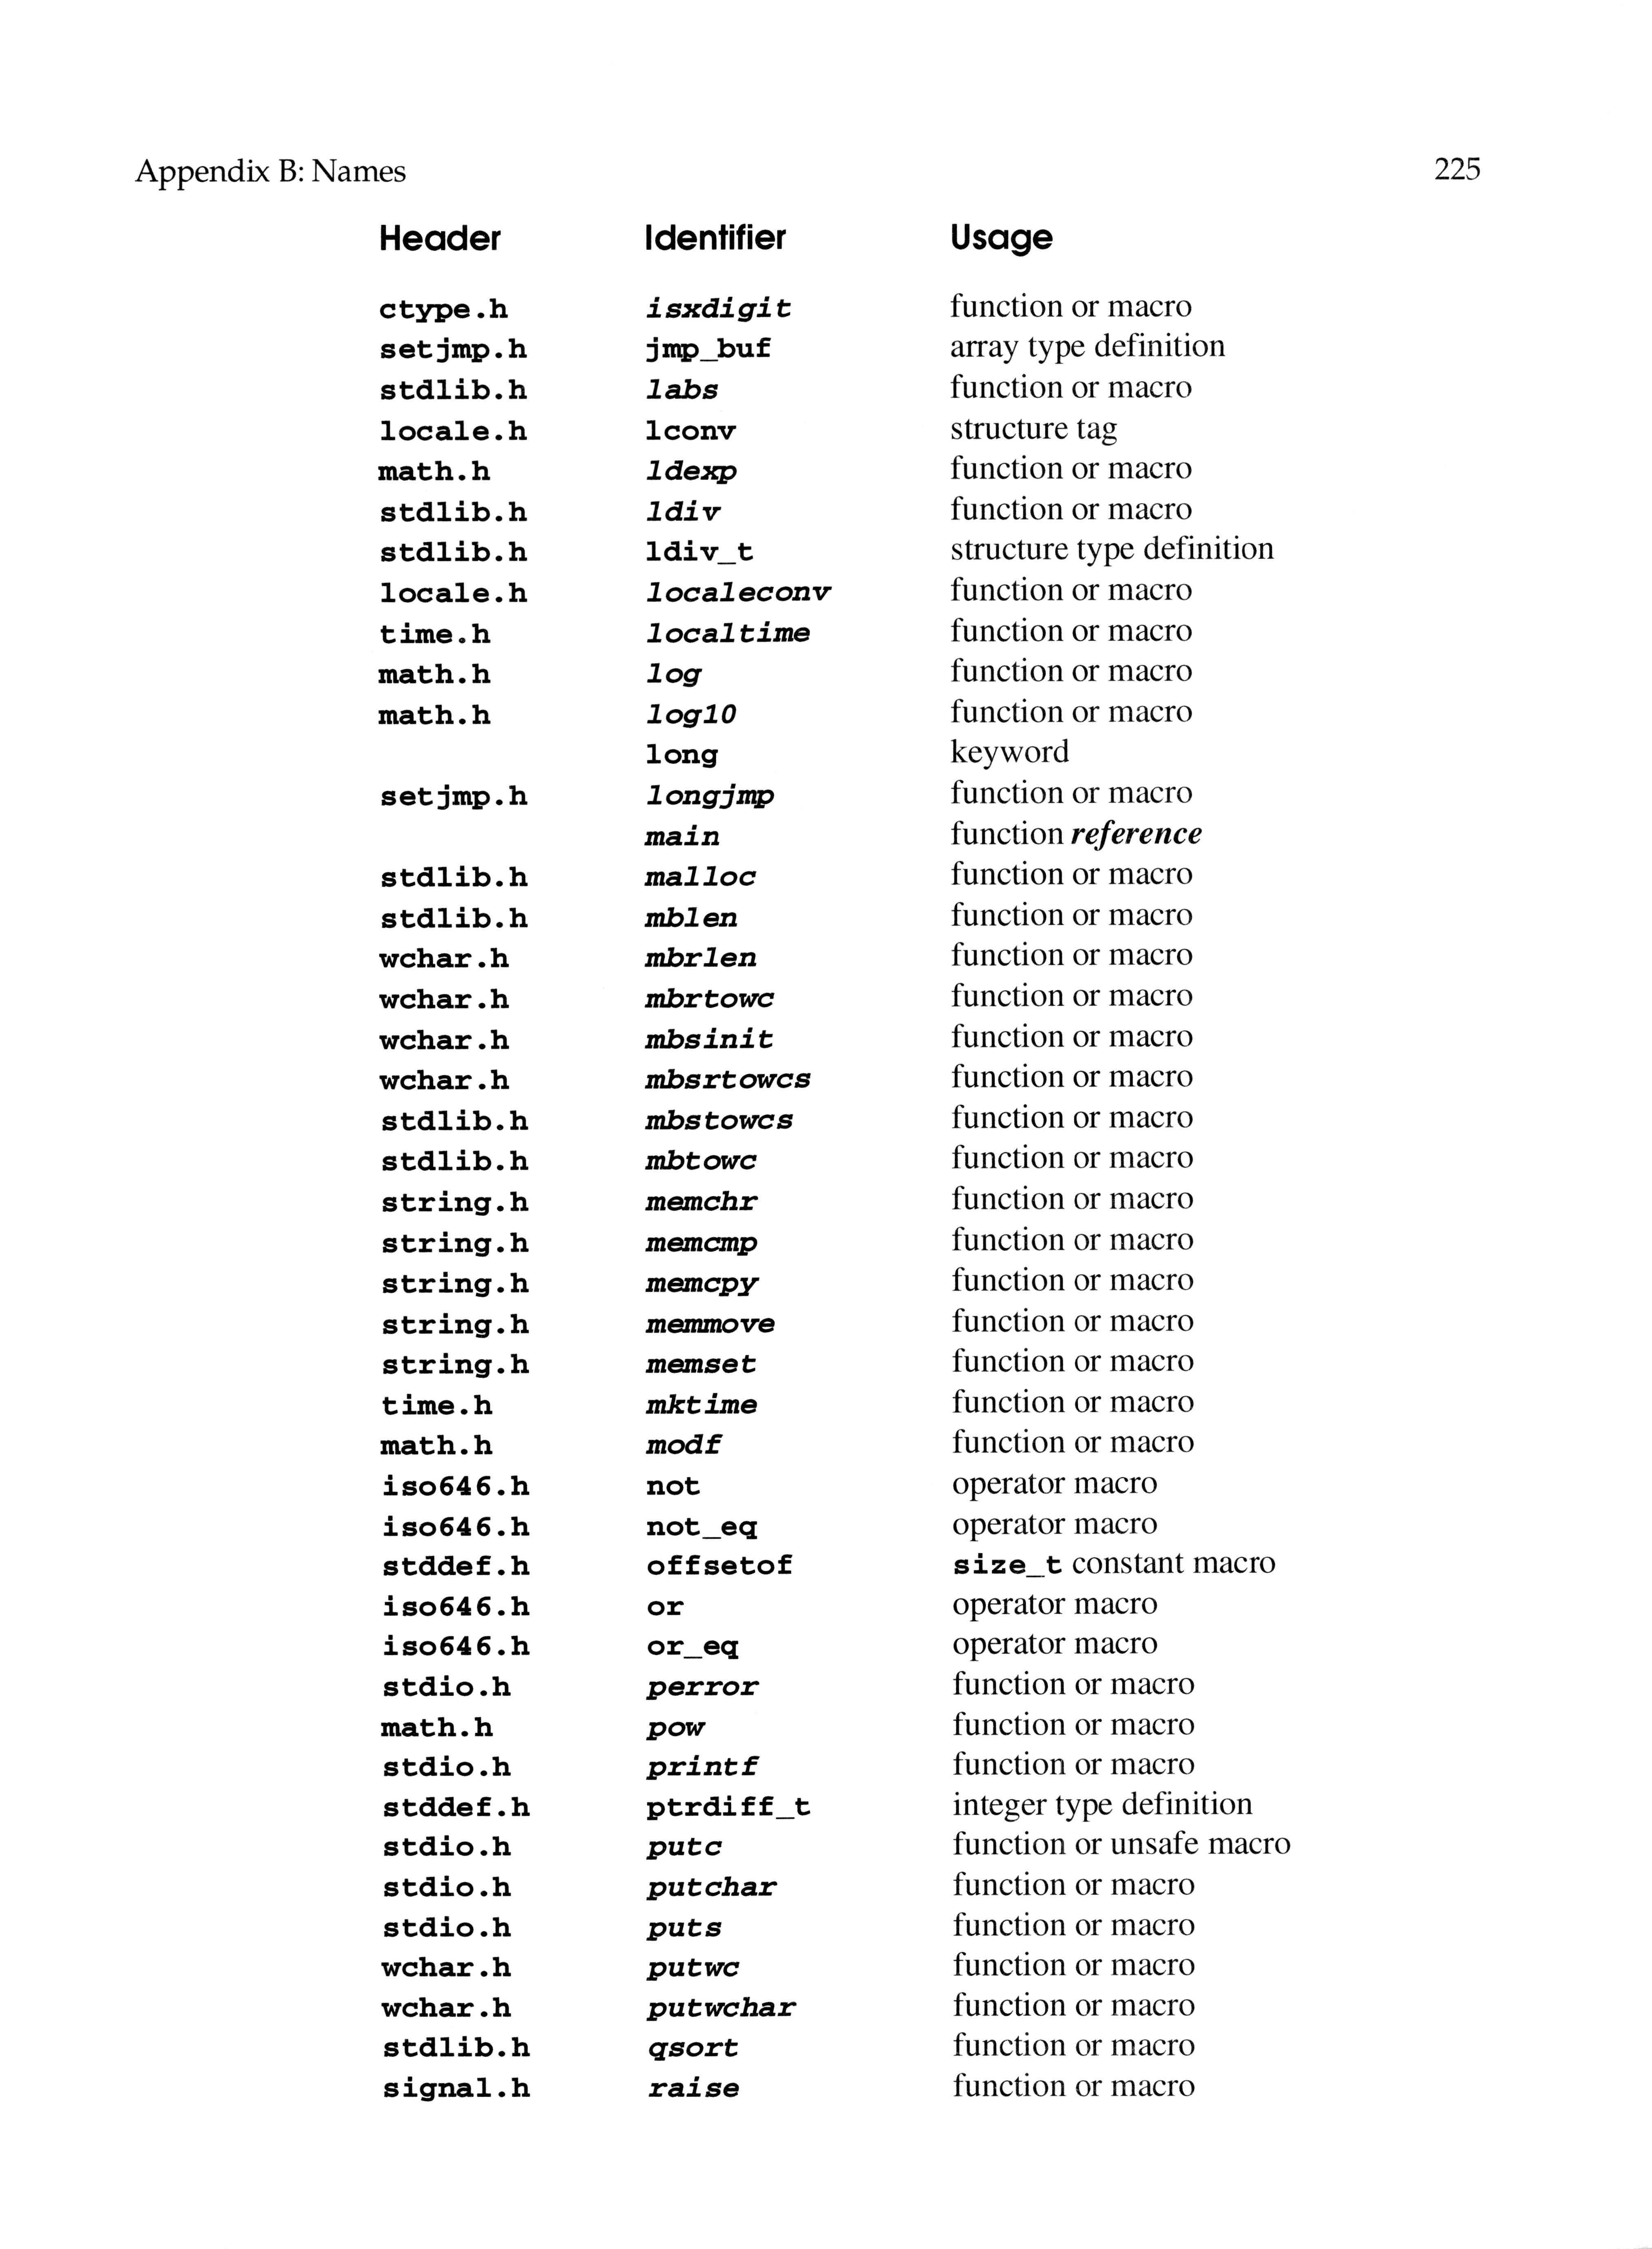 Appendix B: Names 225
Header Identifier Usage
ctype.h isxdigit function or macro
setjmp.h jmp_buf array type definition
stdlib.h labs function or macro
locale.h lconv structure tag
math.h ldexp function or macro
stdlib.h ldiv function or macro
stdlib.h ldiv_t structure type definition
locale.h localeconv function or macro
time.h localtime function or macro
math.h log function or macro
math.h log10 function or macro
long keyword
setjmp.h longjmp function or macro
main function reference
stdlib.h malloc function or macro
stdlib.h mblen function or macro
wchar.h mbrlen function or macro
wchar.h mbrtowc function or macro
wchar.h mbsinit function or macro
wchar.h mbsrtowcs function or macro
stdlib.h mbstowcs function or macro
stdlib.h mbtowc function or macro
string.h memchr function or macro
string.h memcmp function or macro
string.h memcpy function or macro
string.h memmove function or macro
string.h memset function or macro
time.h mktime function or macro
math.h modf function or macro
iso646.h not operator macro
iso646.h not_eq operator macro
stddef.h offsetof size_t constant macro
iso646.h or operator macro
iso646.h or_eq operator macro
stdio.h perror function or macro
math.h pow function or macro
stdio.h printf function or macro
stddef.h ptrdiff_t integer type definition
stdio.h putc function or unsafe macro
stdio.h putchar function or macro
stdio.h puts function or macro
wchar.h putwc function or macro
wchar.h putwchar function or macro
stdlib.h qsort function or macro
signal.h raise function or macro